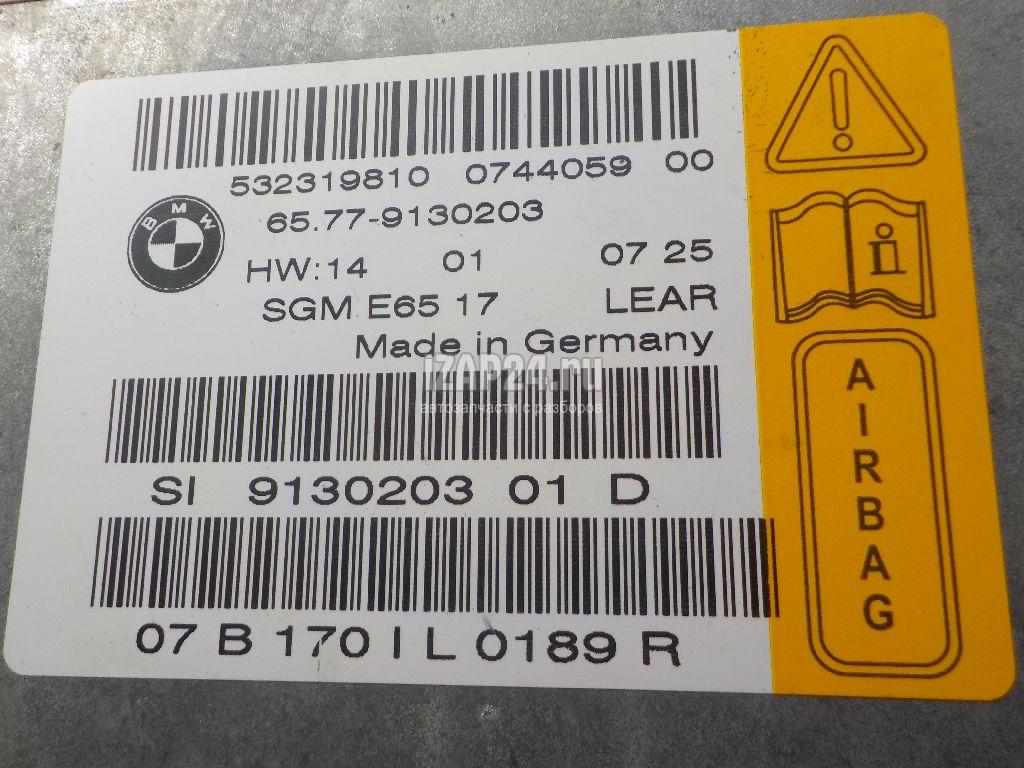 532319810 0744059 00
BMW
65.77-9130203
HW:14 01 07 25
SGM E65 17 LEAR
Made in Germany
IZAP24.ru
автозапчасти с разборов
SI 9130203 01 D
07 B 170 I L 0189 R
AIRBAG